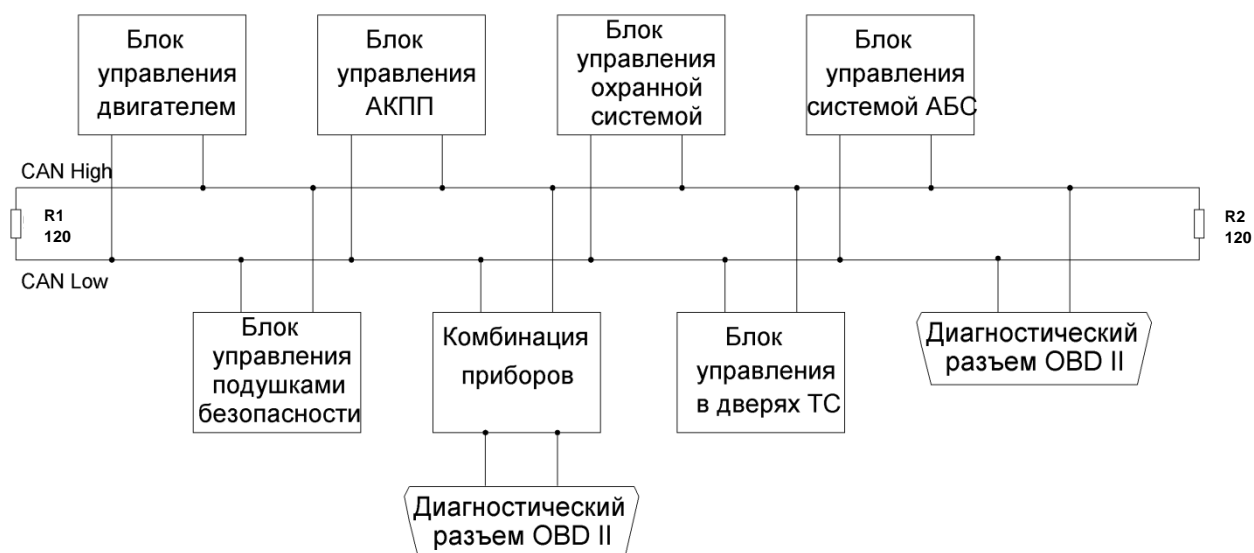 Блок
управления
двигателем
Блок
управления
АКПП
Блок
управления
охранной
системой
Блок
управления
системой АБС
CAN High
R1
120
R2
120
CAN Low
Блок
управления
подушками
безопасности
Комбинация
приборов
Блок
управления
в дверях ТС
Диагностический
разъем OBD II
Диагностический
разъем OBD II